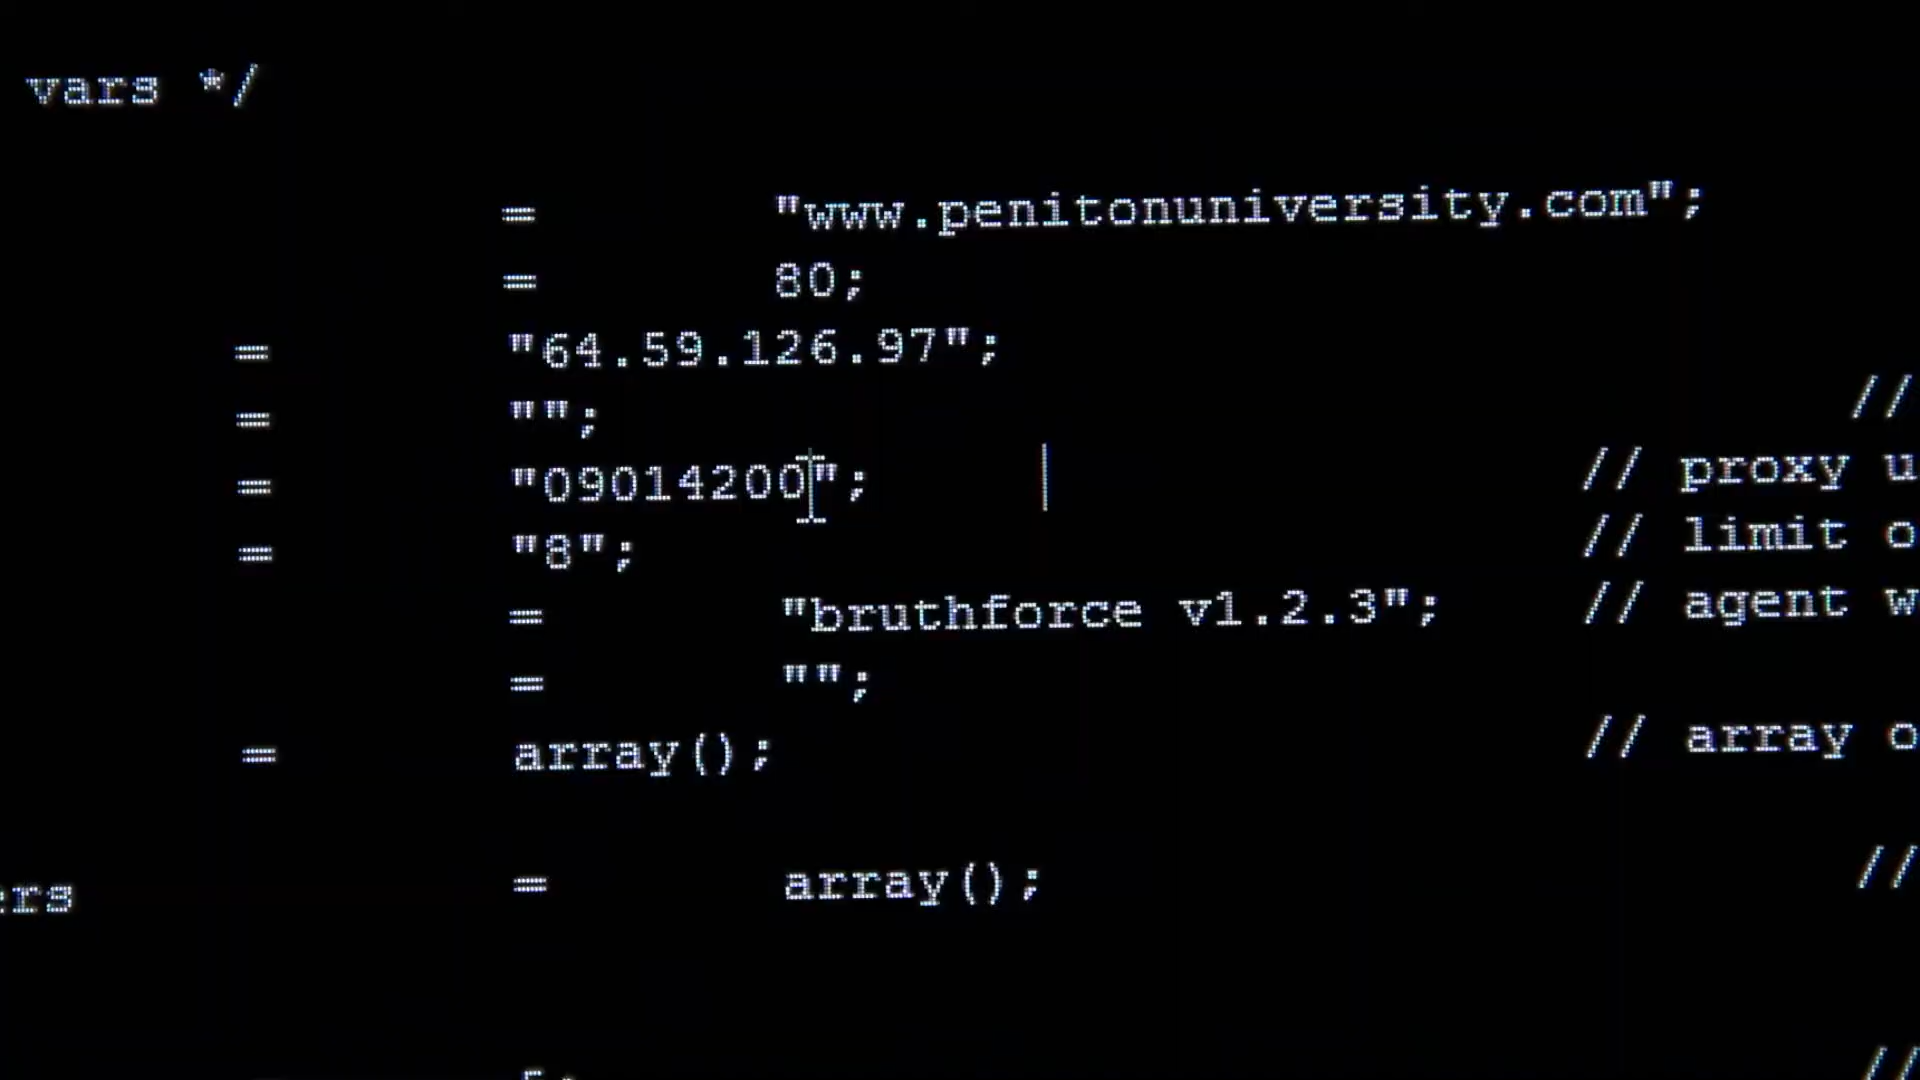 vars */
= "www.penitonuniversity.com";
= 80;
= "64.59.126.97";
= ""; //
= "09014200"; // proxy u
= "8"; // limit o
= "bruthforce v1.2.3"; // agent w
= "";
= array(); // array o
ers = array(); //
//